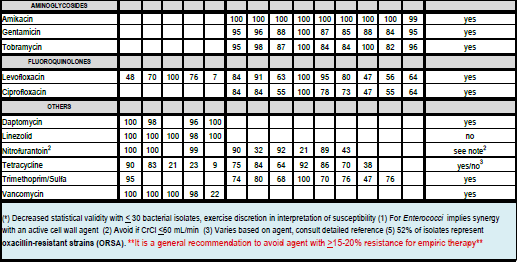 AMINOGLYCOSIDES
Amikacin 100 100 100 100 100 100 100 100 99 yes
Gentamicin 95 96 88 100 87 85 88 84 95 yes
Tobramycin 95 98 87 100 84 84 100 82 96 yes
FLUOROQUINOLONES
Levofloxacin 48 70 100 76 7 84 91 63 100 95 80 47 56 64 yes
Ciprofloxacin 84 84 55 100 78 73 47 55 64 yes
OTHERS
Daptomycin 100 98 96 100 yes
Linezolid 100 100 100 98 100 no
Nitrofurantoin2 100 100 99 90 32 92 21 89 43 see note2
Tetracycline 90 83 21 23 9 75 84 64 92 86 70 38 yes/no3
Trimethoprim/Sulfa 95 74 80 68 100 70 76 47 76 yes
Vancomycin 100 100 100 98 22 yes
(*) Decreased statistical validity with < 30 bacterial isolates, exercise discretion in interpretation of susceptibility (1) For Enterococci implies synergy
with an active cell wall agent (2) Avoid if CrCl ≤60 mL/min (3) Varies based on agent, consult detailed reference (5) 52% of isolates represent
oxacillin-resistant strains (ORSA). **It is a general recommendation to avoid agent with >15-20% resistance for empiric therapy**